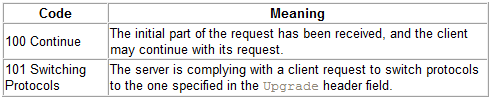 Code Meaning
100 Continue The initial part of the request has been received, and the client
may continue with its request.
101 Switching The server is complying with a client request to switch protocols
Protocols to the one specified in the Upgrade header field.